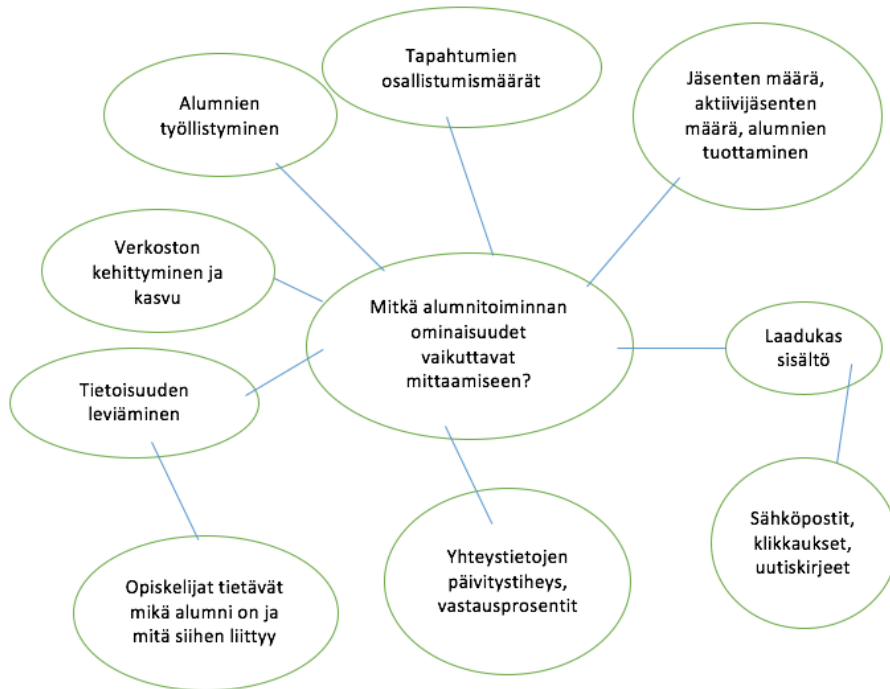 Tapahtumien
osallistumismäärät
Jäsenten määrä,
aktiivijäsenten
määrä, alumnien
tuottaminen
Alumnien
työllistyminen
Verkoston
kehittyminen ja
kasvu
Mitkä alumnitoiminnan
ominaisuudet
vaikuttavat
mittaamiseen?
Laadukas
sisältö
Tietoisuuden
leviäminen
Sähköpostit,
klikkaukset,
uutiskirjeet
Yhteystietojen
päivitystiheys,
vastausprosentit
Opiskelijat tietävät
mikä alumni on ja
mitä siihen liittyy